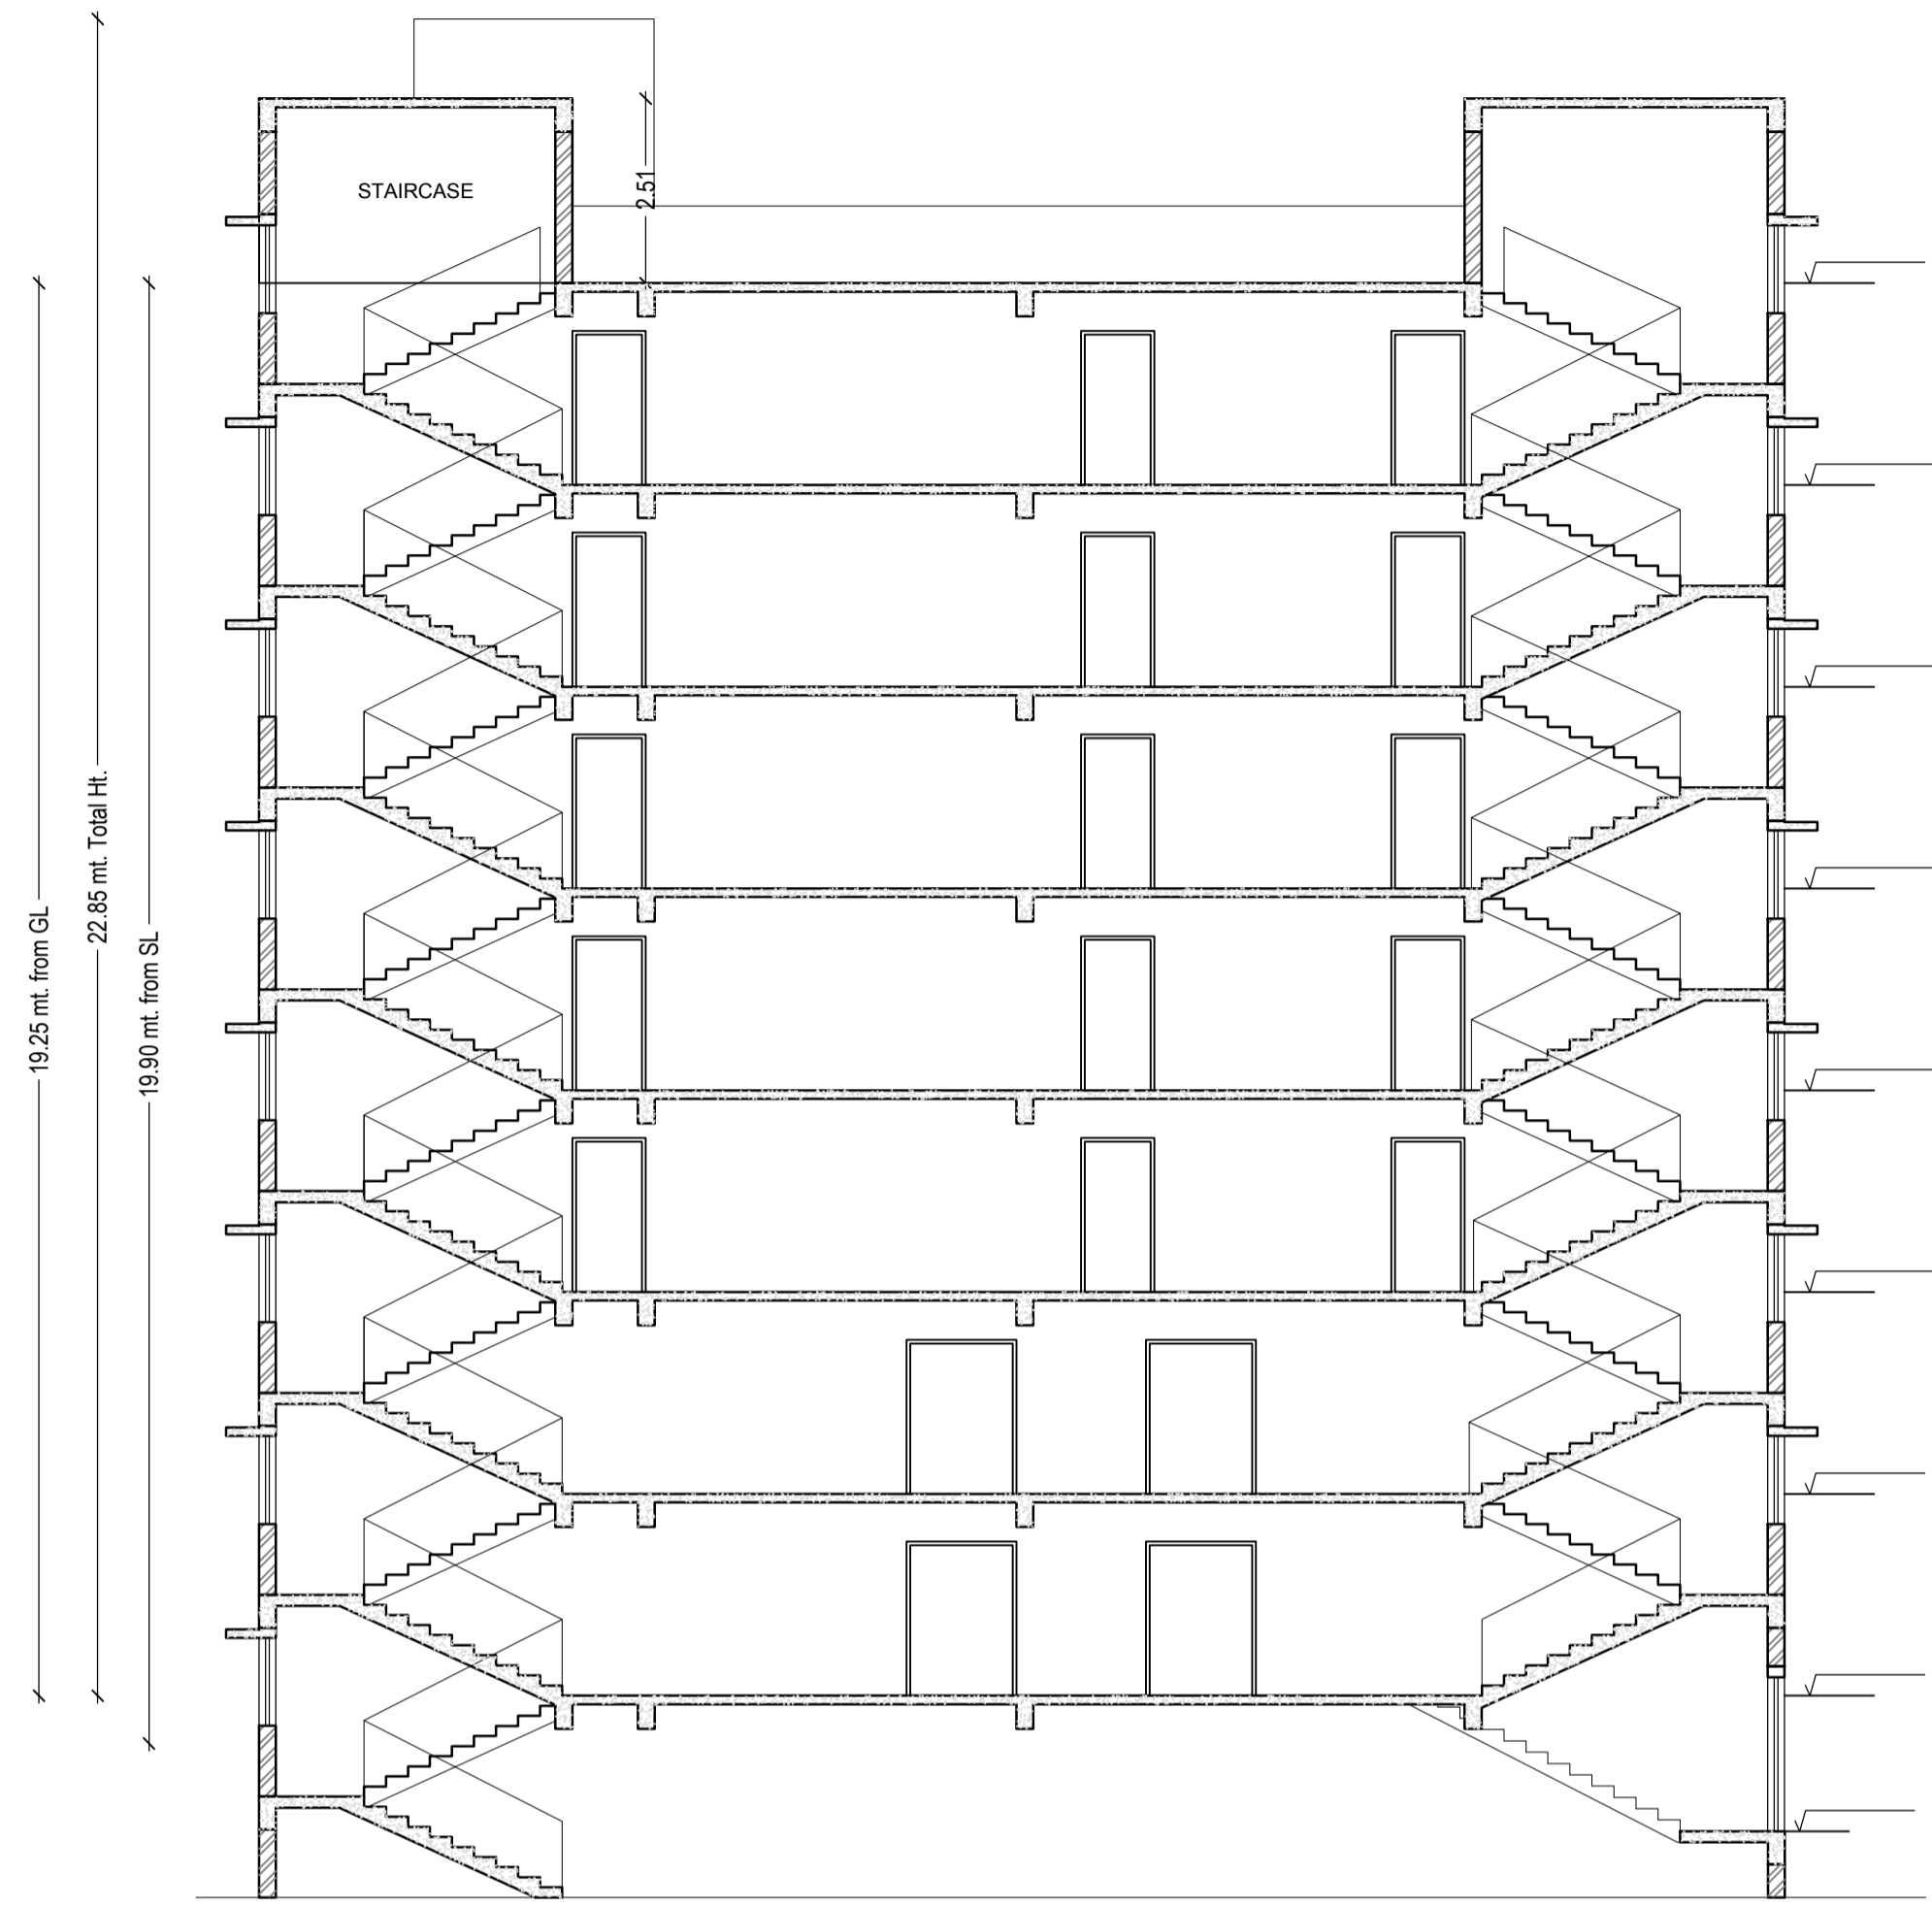 STAIRCASE
2.51
19.25 mt. from GL
22.85 mt. Total Ht.
19.90 mt. from SL